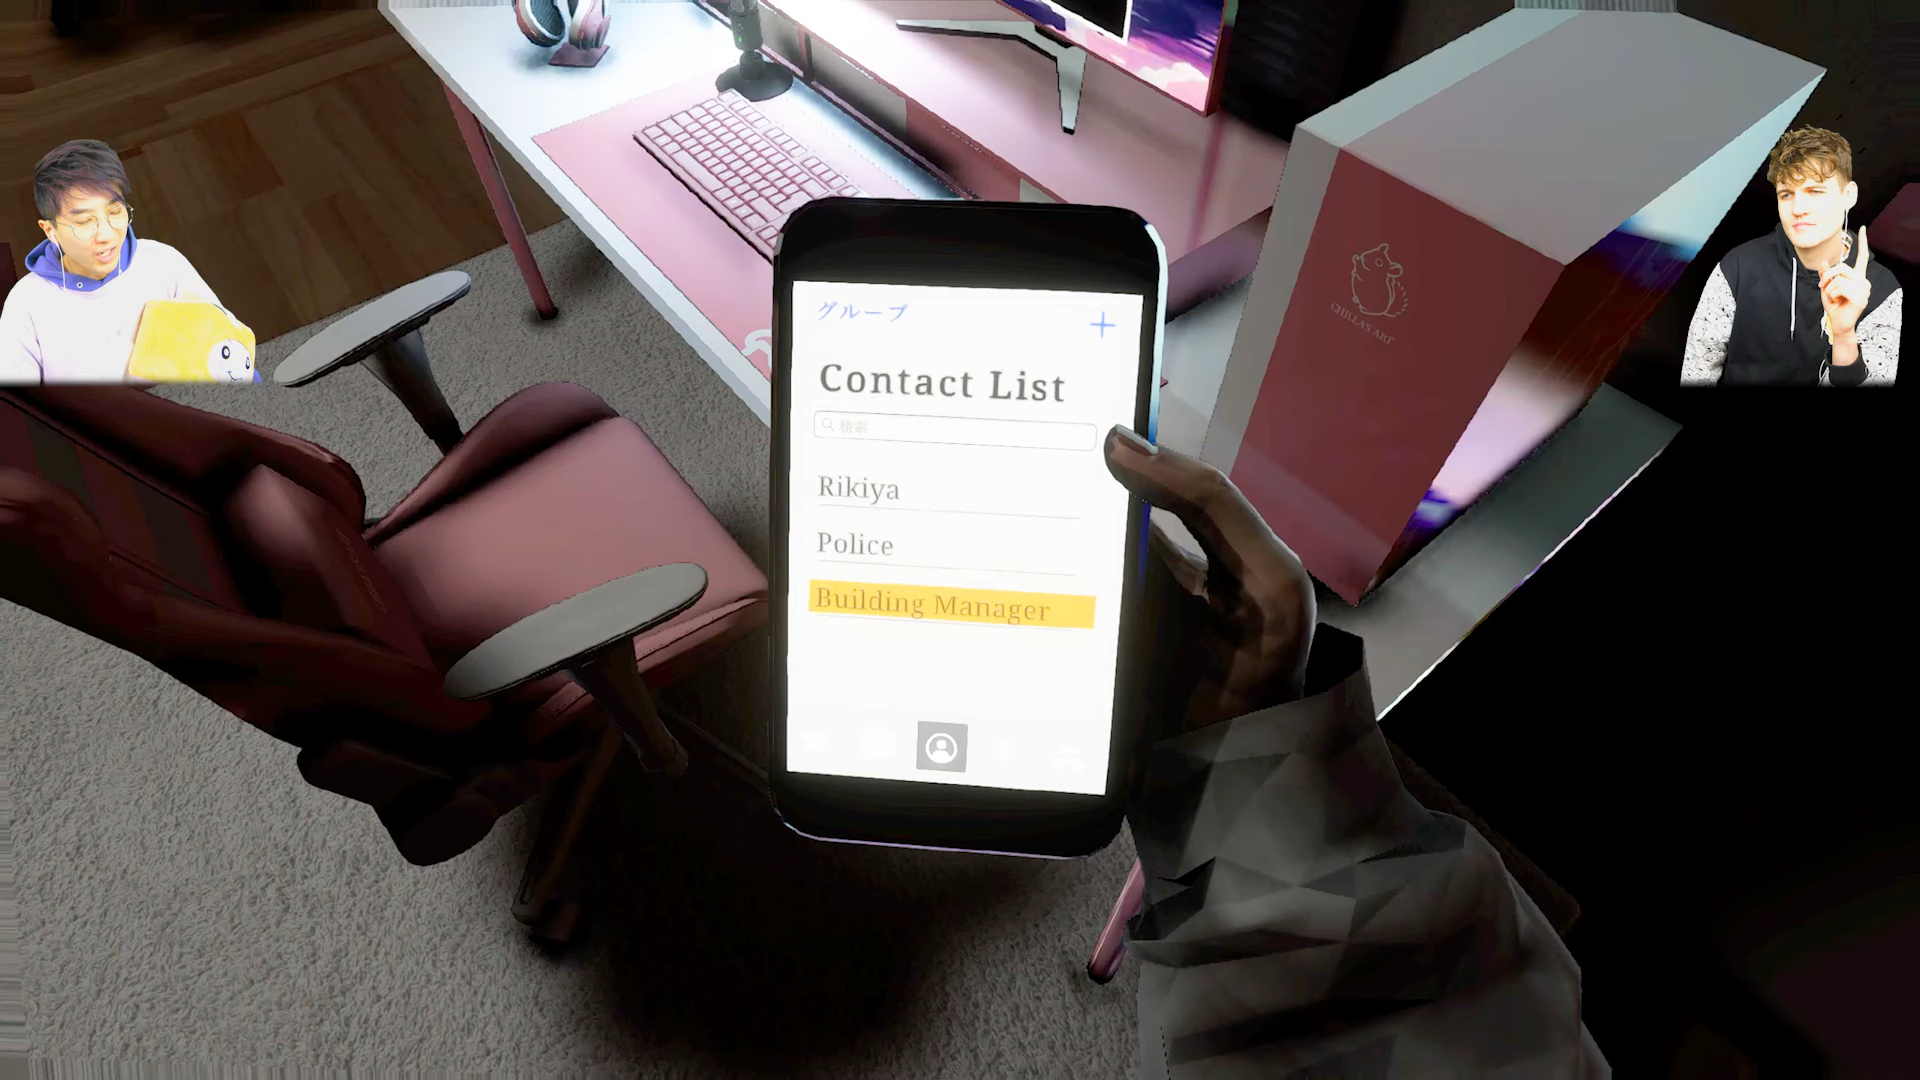 グループ
+
Contact List
検索
Rikiya
Police
Building Manager
CHILLA'S ART